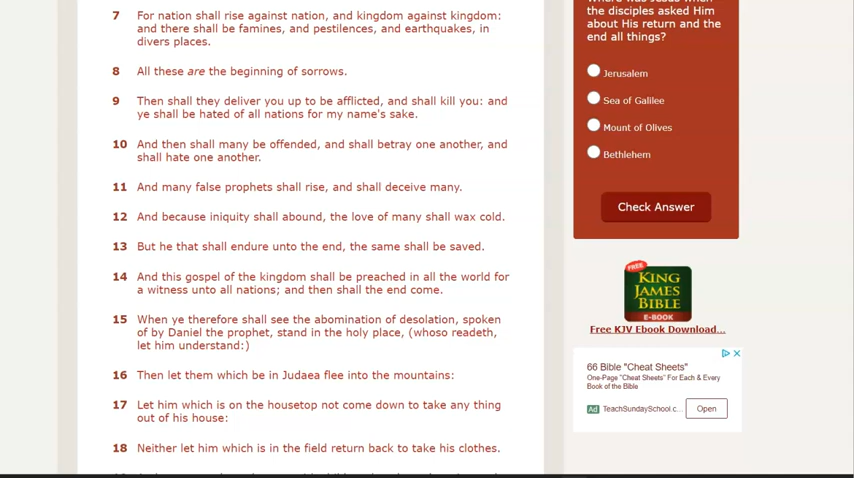 7 For nation shall rise against nation, and kingdom against kingdom:
and there shall be famines, and pestilences, and earthquakes, in
divers places.
8 All these are the beginning of sorrows.
9 Then shall they deliver you up to be afflicted, and shall kill you: and
ye shall be hated of all nations for my name's sake.
10 And then shall many be offended, and shall betray one another, and
shall hate one another.
11 And many false prophets shall rise, and shall deceive many.
12 And because iniquity shall abound, the love of many shall wax cold.
13 But he that shall endure unto the end, the same shall be saved.
14 And this gospel of the kingdom shall be preached in all the world for
a witness unto all nations; and then shall the end come.
15 When ye therefore shall see the abomination of desolation, spoken
of by Daniel the prophet, stand in the holy place, (whoso readeth,
let him understand:)
16 Then let them which be in Judaea flee into the mountains:
17 Let him which is on the housetop not come down to take any thing
out of his house:
18 Neither let him which is in the field return back to take his clothes.
the disciples asked Him
about His return and the
end all things?
Jerusalem
Sea of Galilee
Mount of Olives
Bethlehem
Check Answer
FREE
KING
JAMES
BIBLE
E-BOOK
Free KJV Ebook Download...
66 Bible "Cheat Sheets"
One-Page "Cheat Sheets" For Each & Every
Book of the Bible
Ad TeachSundaySchool.c...
Open